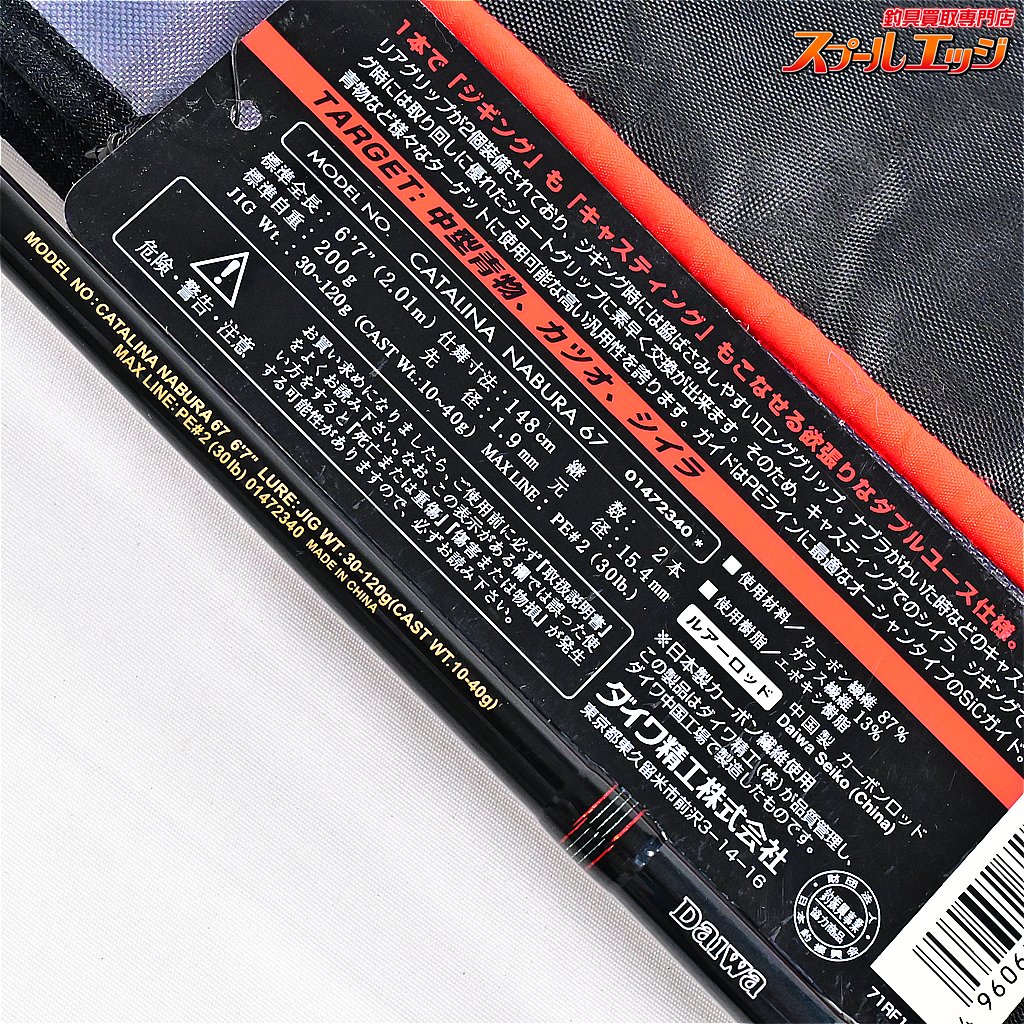 釣具買取専門店
スプールエッジ
1本で「ジギング」も「キャスティング」もこなせる欲張りなダブルユース仕様。
リアグリップが2個装備されており、ジギング時には脇ばさみしやすいロンググリップ。ナブラがわいた時などのキャス
グ時には取り回しに優れたショートグリップに素早く交換が出来ます。そのため、キャスティングでのシイラ、ジギングで
青物など様々なターゲットに使用可能な高い汎用性を誇ります。ガイドはPEラインに最適なオーシャンタイプのSiCガイド。
TARGET: 中型青物、カツオ、シイラ
MODEL NO. CATALINA NABURA 67 01472340 *
標準全長: 6'7" (2.01m) 仕舞寸法: 148cm 継 数: 2本
標準自重: 200g 先 径: 1.9 mm 元 径: 15.4 mm
JIG Wt.: 30~120g (CAST Wt.:10~40g) MAX LINE: PE#2 (30lb.)
危険・警告・注意
お買い求めになりましたら、ご使用前に必ず『取扱説明書』
をよくお読み下さい。なお、この表示がある欄では誤った使
い方をすると「死亡または重傷」「傷害または物損」が発生
する可能性がありますので、必ずお読み下さい。
■使用材料/カーボン繊維 87%
ガラス繊維 13%
■使用樹脂/エポキシ樹脂
ルアーロッド
中国製 カーボンロッド
Daiwa Seiko (China)
※日本製カーボン繊維使用
この製品はダイワ精工(株)が品質管理し、
ダイワ中国工場で製造したものです。
ダイワ精工株式会社
東京都東久留米市前沢3-14-16
財団法人
釣振興事業
協力商品
日本釣振興会
71RF1
4 9606
MODEL NO:CATALINA NABURA 67 6'7" LURE:JIG WT:30-120g(CAST WT:10-40g)
MAX LINE:PE#2 (30lb) 01472340 MADE IN CHINA
Daiwa